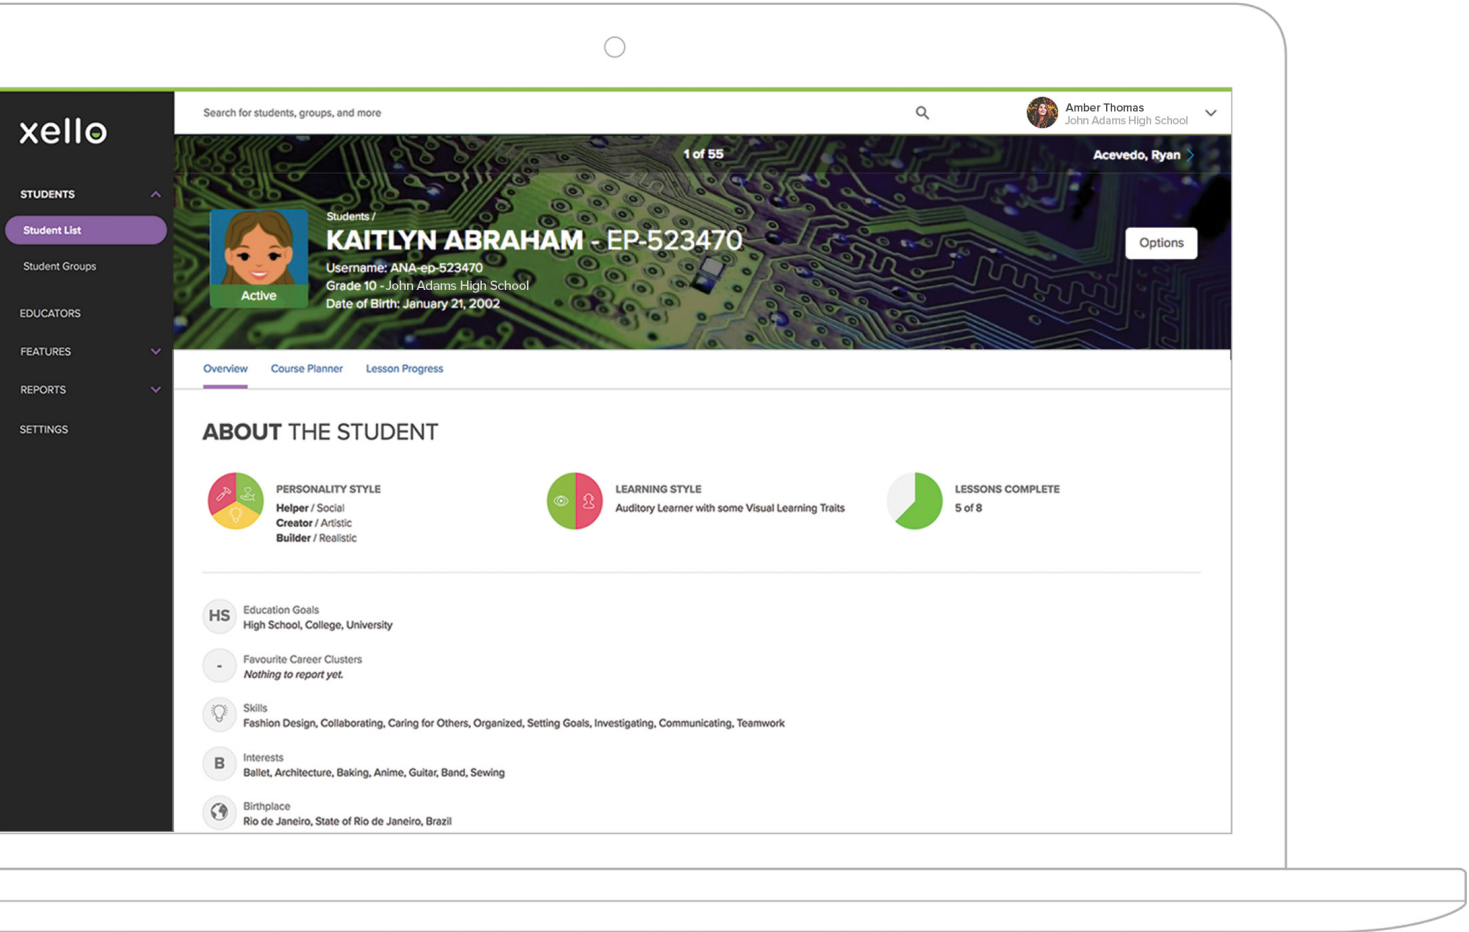 xello
STUDENTS
Student List
Student Groups
EDUCATORS
FEATURES
REPORTS
SETTINGS
Search for students, groups, and more
Amber Thomas
John Adams High School
1 of 55
Acevedo, Ryan
Active
Students /
KAITLYN ABRAHAM - EP-523470
Username: ANA-ep-523470
Grade 10 - John Adams High School
Date of Birth: January 21, 2002
Options
Overview Course Planner Lesson Progress
ABOUT THE STUDENT
PERSONALITY STYLE
Helper / Social
Creator / Artistic
Builder / Realistic
LEARNING STYLE
Auditory Learner with some Visual Learning Traits
LESSONS COMPLETE
5 of 8
HS
Education Goals
High School, College, University
-
Favourite Career Clusters
Nothing to report yet.
Skills
Fashion Design, Collaborating, Caring for Others, Organized, Setting Goals, Investigating, Communicating, Teamwork
B
Interests
Ballet, Architecture, Baking, Anime, Guitar, Band, Sewing
Birthplace
Rio de Janeiro, State of Rio de Janeiro, Brazil